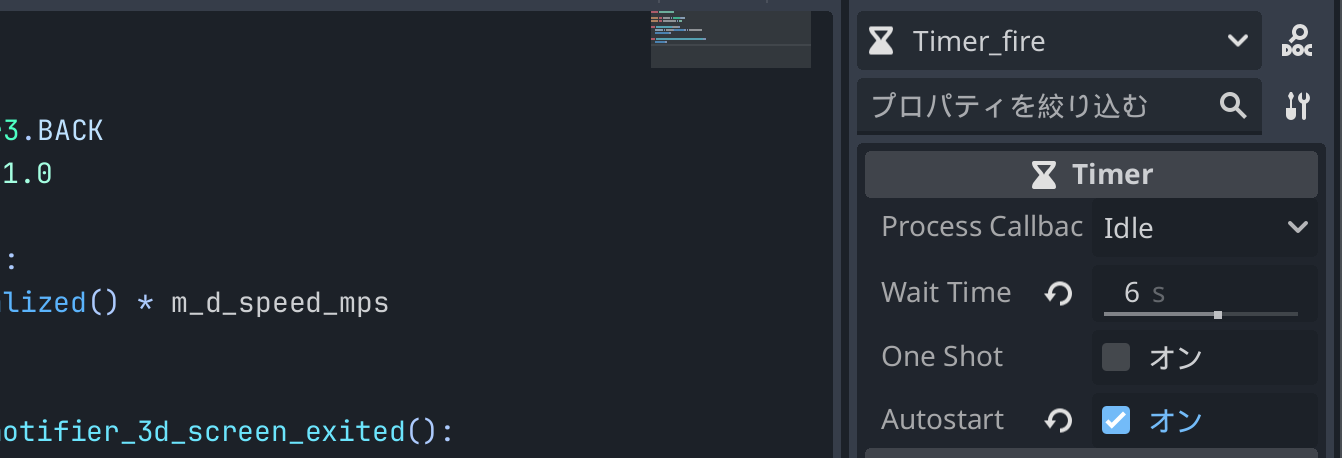 3.BACK
1.0
:
lized() * m_d_speed_mps
notifier_3d_screen_exited():
Timer_fire
DOC
プロパティを絞り込む
Timer
Process Callbac Idle
Wait Time 6 s
One Shot オン
Autostart オン